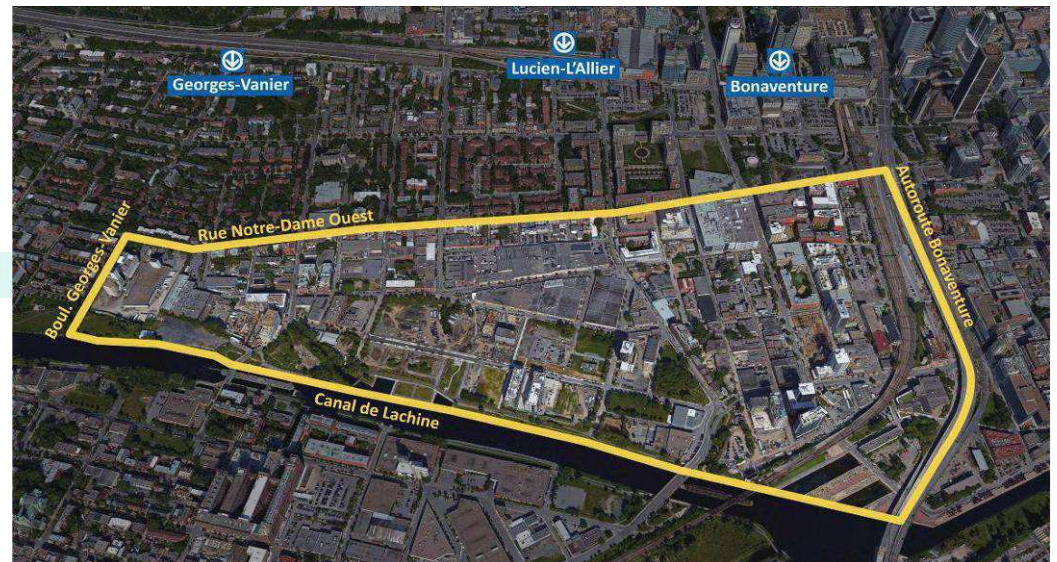 Georges-Vanier
Lucien-L'Allier
Bonaventure
Boul. Georges-Vanier
Rue Notre-Dame Ouest
Autoroute Bonaventure
Canal de Lachine